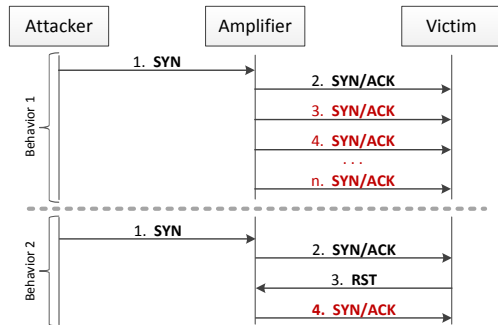 Attacker
Amplifier
Victim
Behavior 1
1. SYN
2. SYN/ACK
3. SYN/ACK
4. SYN/ACK
...
n. SYN/ACK
Behavior 2
1. SYN
2. SYN/ACK
3. RST
4. SYN/ACK